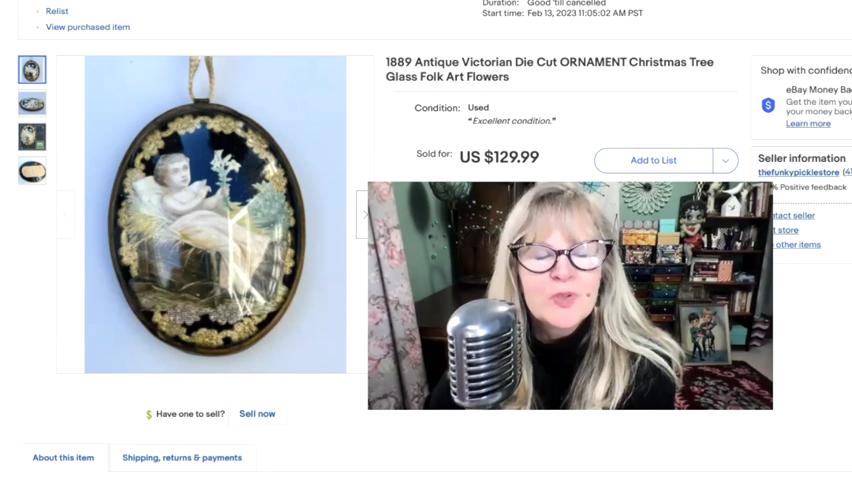 Relist
View purchased item
Duration: Good 'till cancelled
Start time: Feb 13, 2023 11:05:02 AM PST
1889 Antique Victorian Die Cut ORNAMENT Christmas Tree
Glass Folk Art Flowers
Condition: Used
"Excellent condition."
Sold for: US $129.99
Add to List
Have one to sell? Sell now
Shop with confidenc
eBay Money Ba
Get the item you
your money back
Learn more
Seller information
thefunkypicklestore (41
% Positive feedback
ntact seller
t store
other items
About this item
Shipping, returns & payments